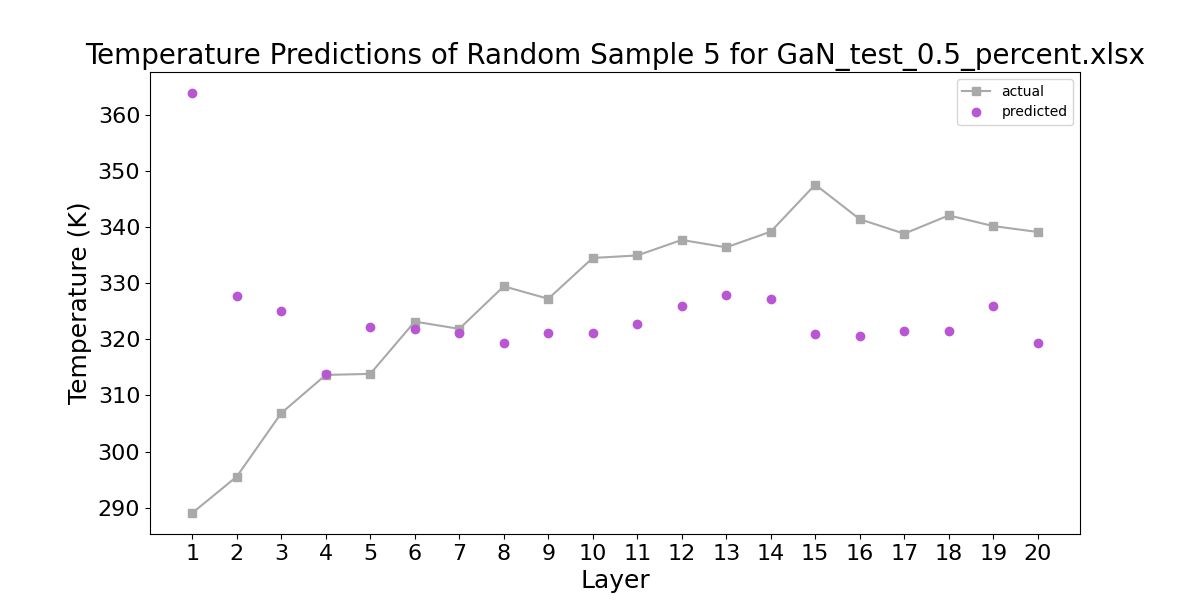 Temperature Predictions of Random Sample 5 for GaN_test_0.5_percent.xlsx
actual
predicted
360
350
340
330
320
310
300
290
Temperature (K)
1 2 3 4 5 6 7 8 9 10 11 12 13 14 15 16 17 18 19 20
Layer